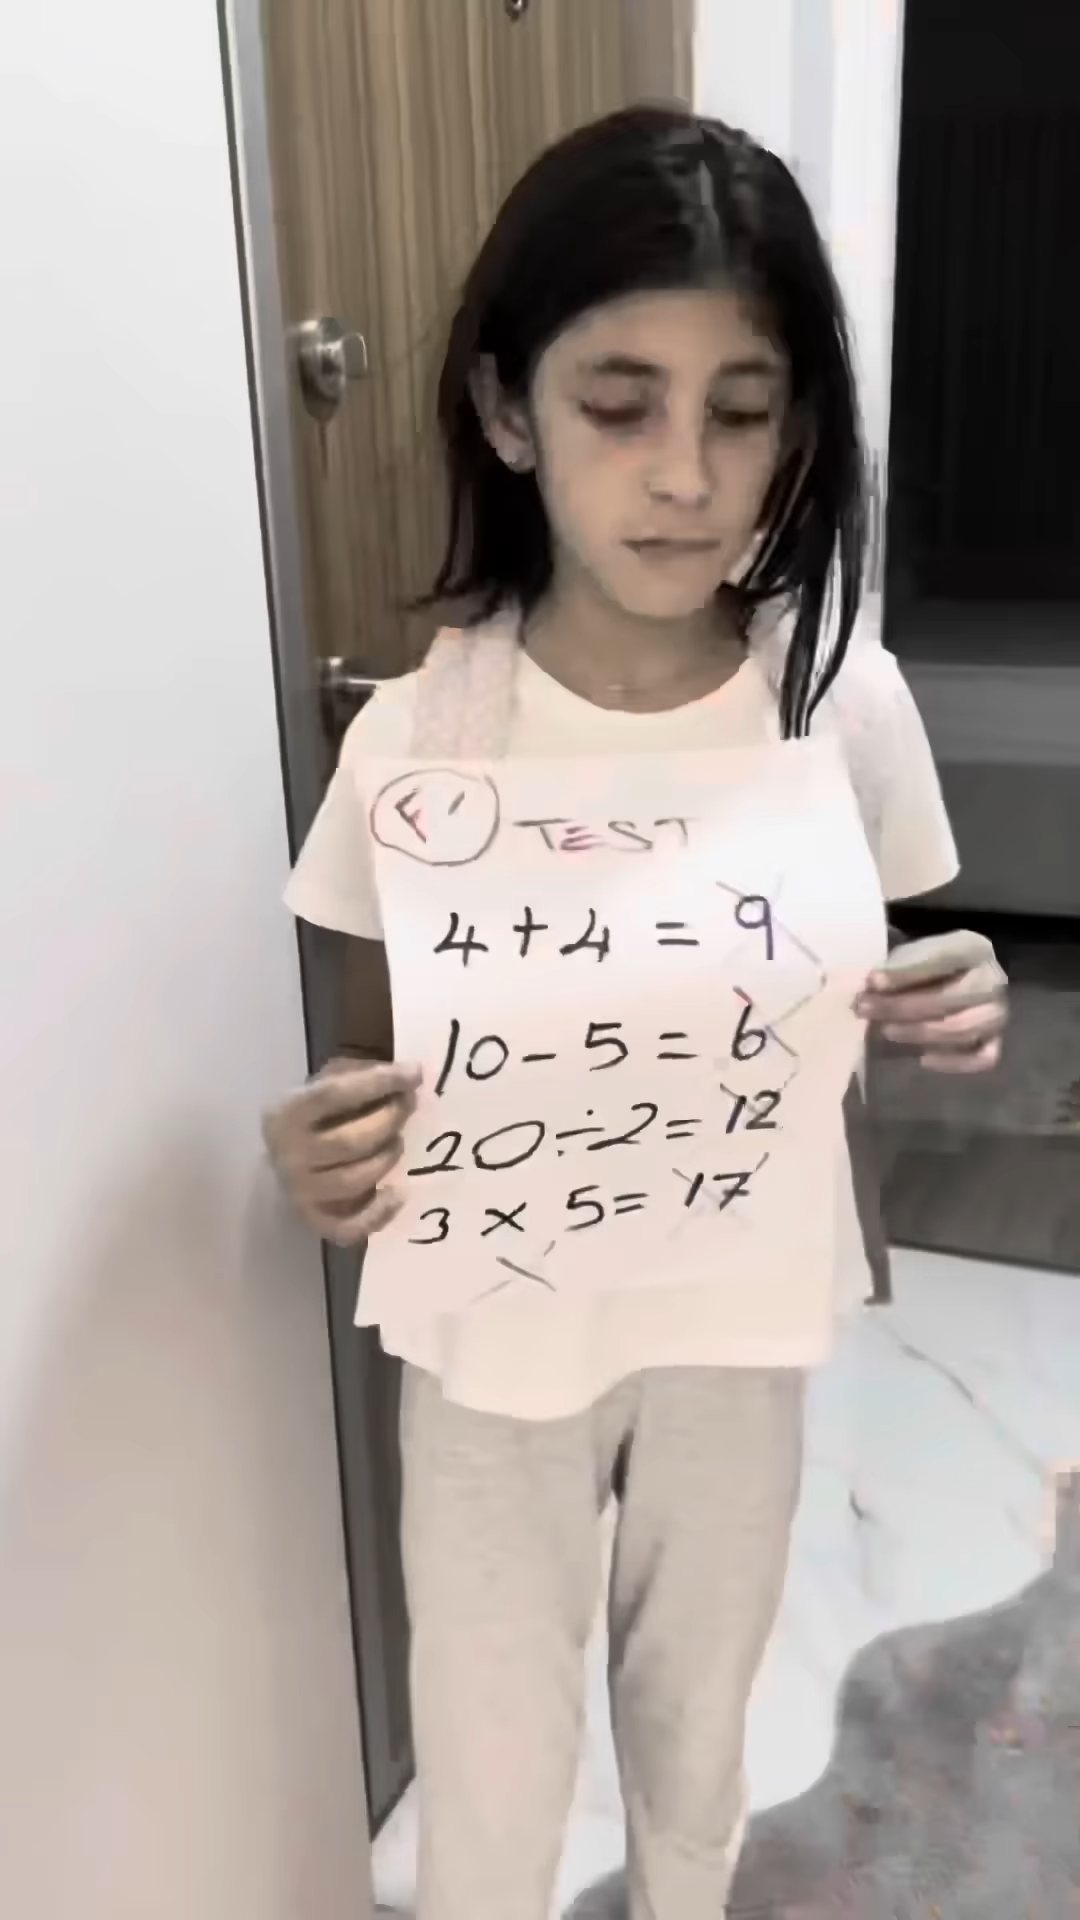 F TEST
4 + 4 = 9
10 - 5 = 6
20 ÷ 2 = 12
3 × 5 = 17